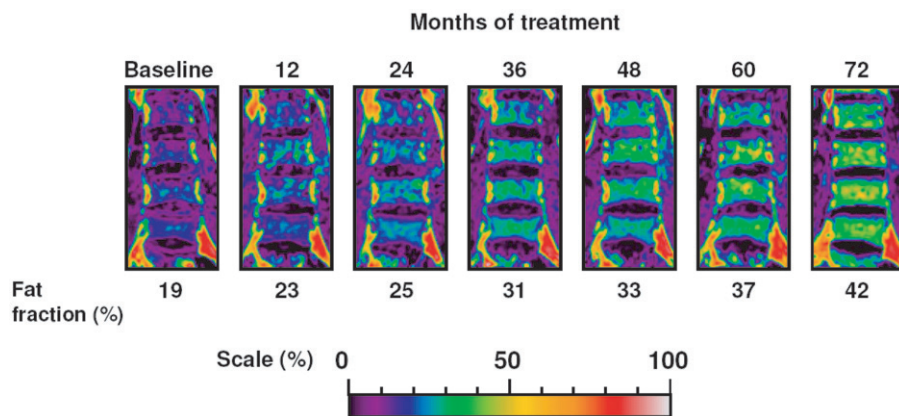 Months of treatment
Baseline 12 24 36 48 60 72
Fat 19 23 25 31 33 37 42
fraction (%)
Scale (%) 0 50 100